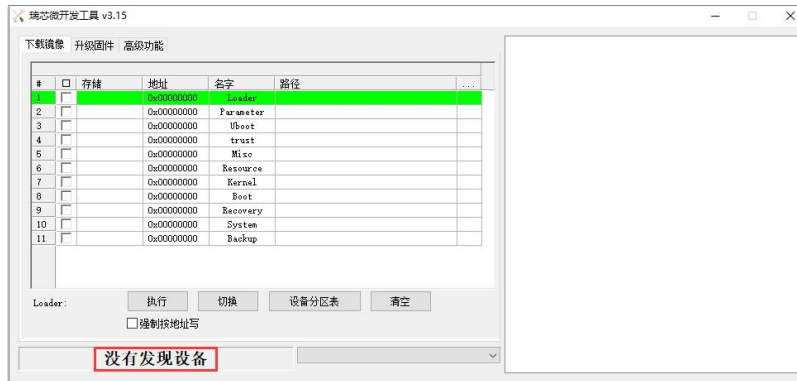 瑞芯微开发工具 v3.15
下载镜像 升级固件 高级功能
# 存储 地址 名字 路径 ...
1 0x00000000 Loader
2 0x00000000 Parameter
3 0x00000000 Uboot
4 0x00000000 trust
5 0x00000000 Misc
6 0x00000000 Resource
7 0x00000000 Kernel
8 0x00000000 Boot
9 0x00000000 Recovery
10 0x00000000 System
11 0x00000000 Backup
Loader: 执行 切换 设备分区表 清空
强制按地址写
没有发现设备